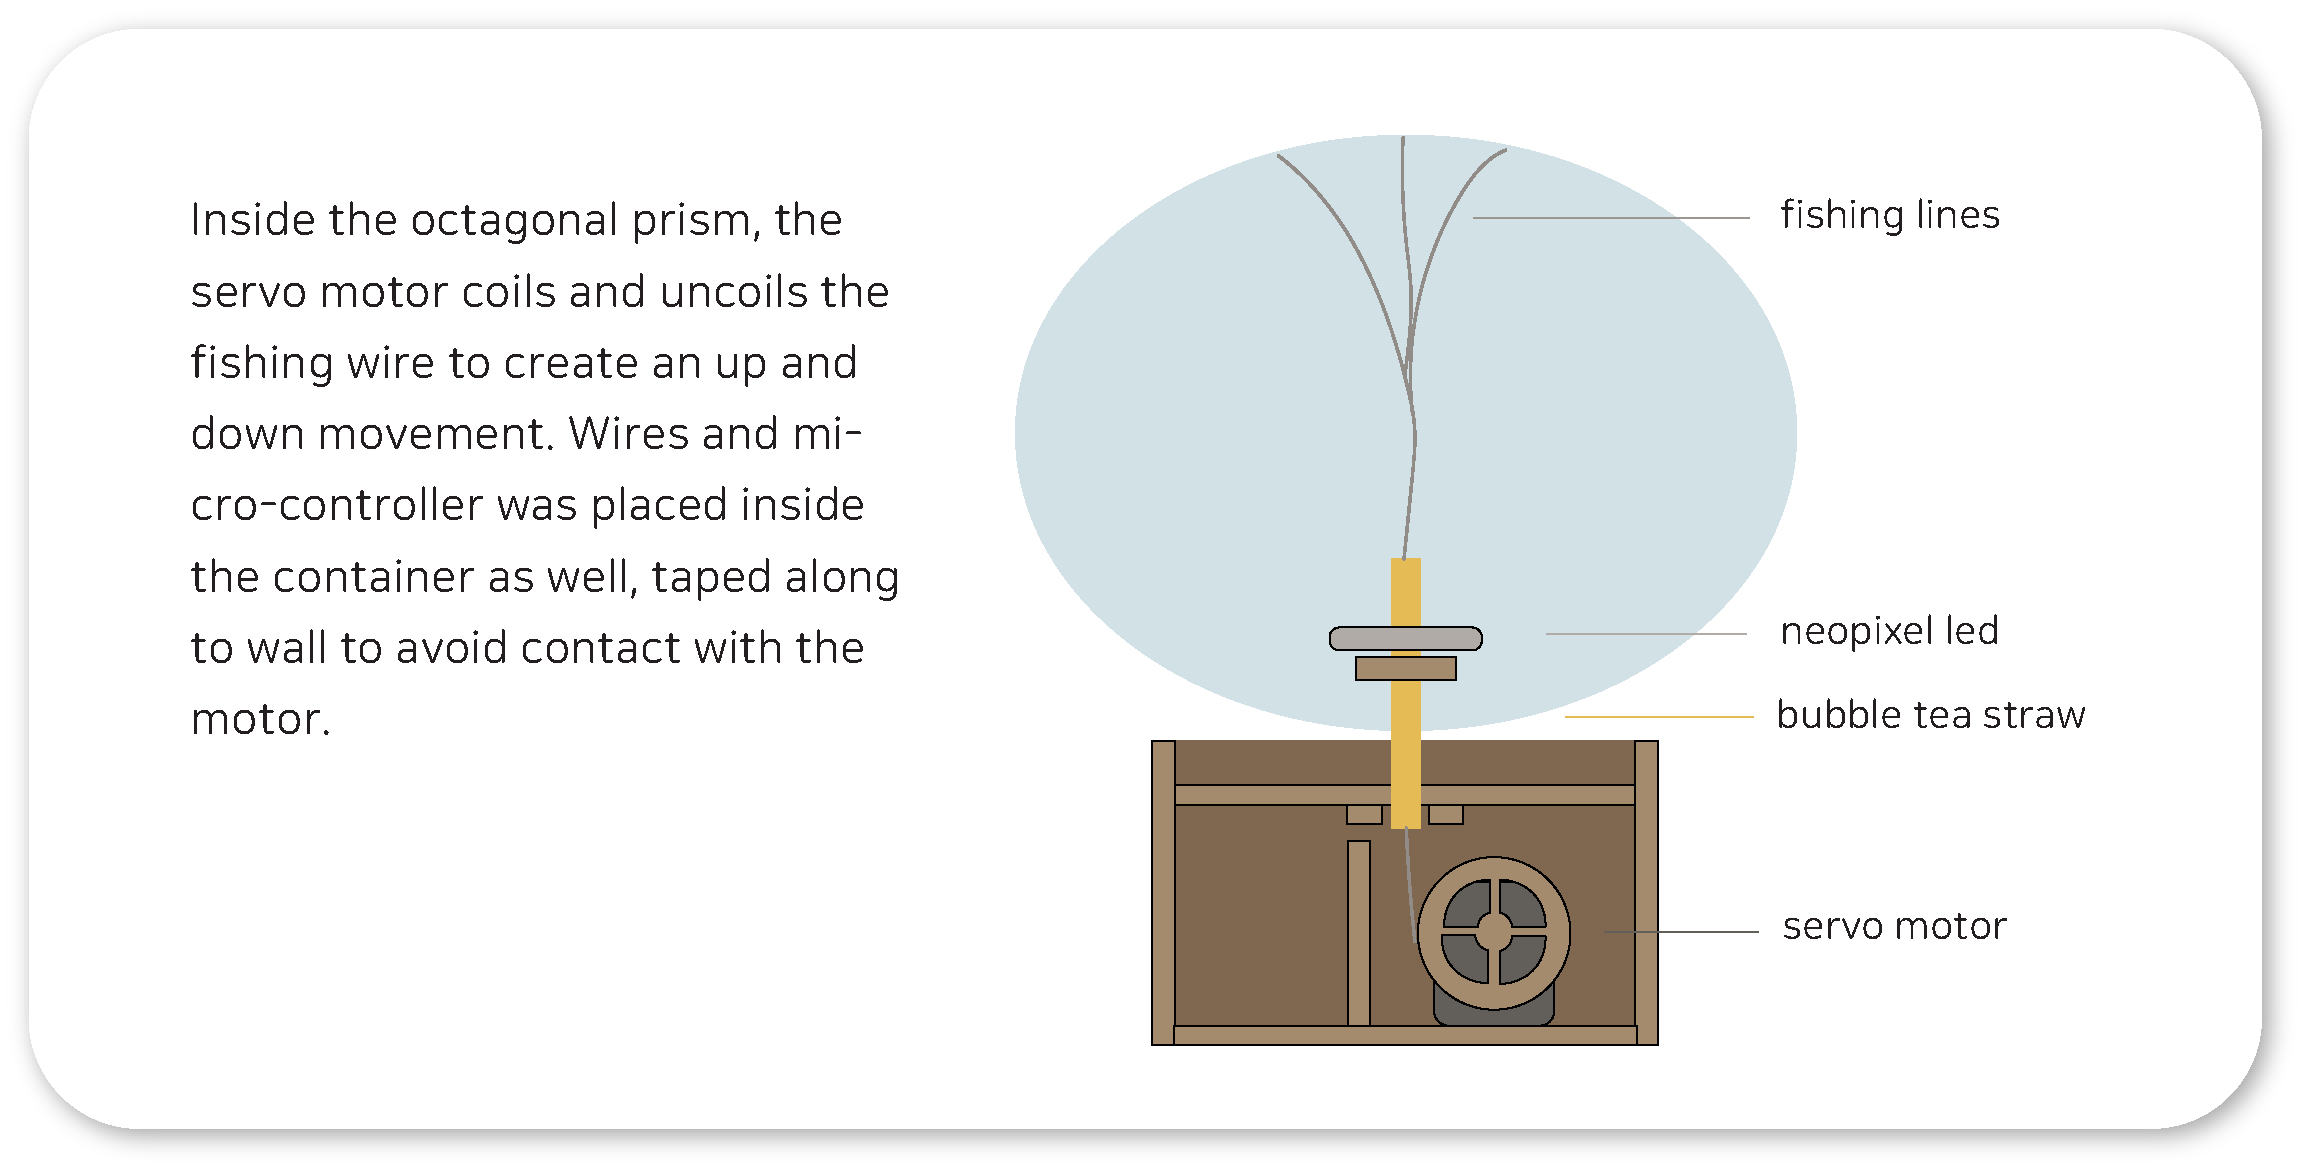 Inside the octagonal prism, the
servo motor coils and uncoils the
fishing wire to create an up and
down movement. Wires and mi-
cro-controller was placed inside
the container as well, taped along
to wall to avoid contact with the
motor.
fishing lines
neopixel led
bubble tea straw
servo motor